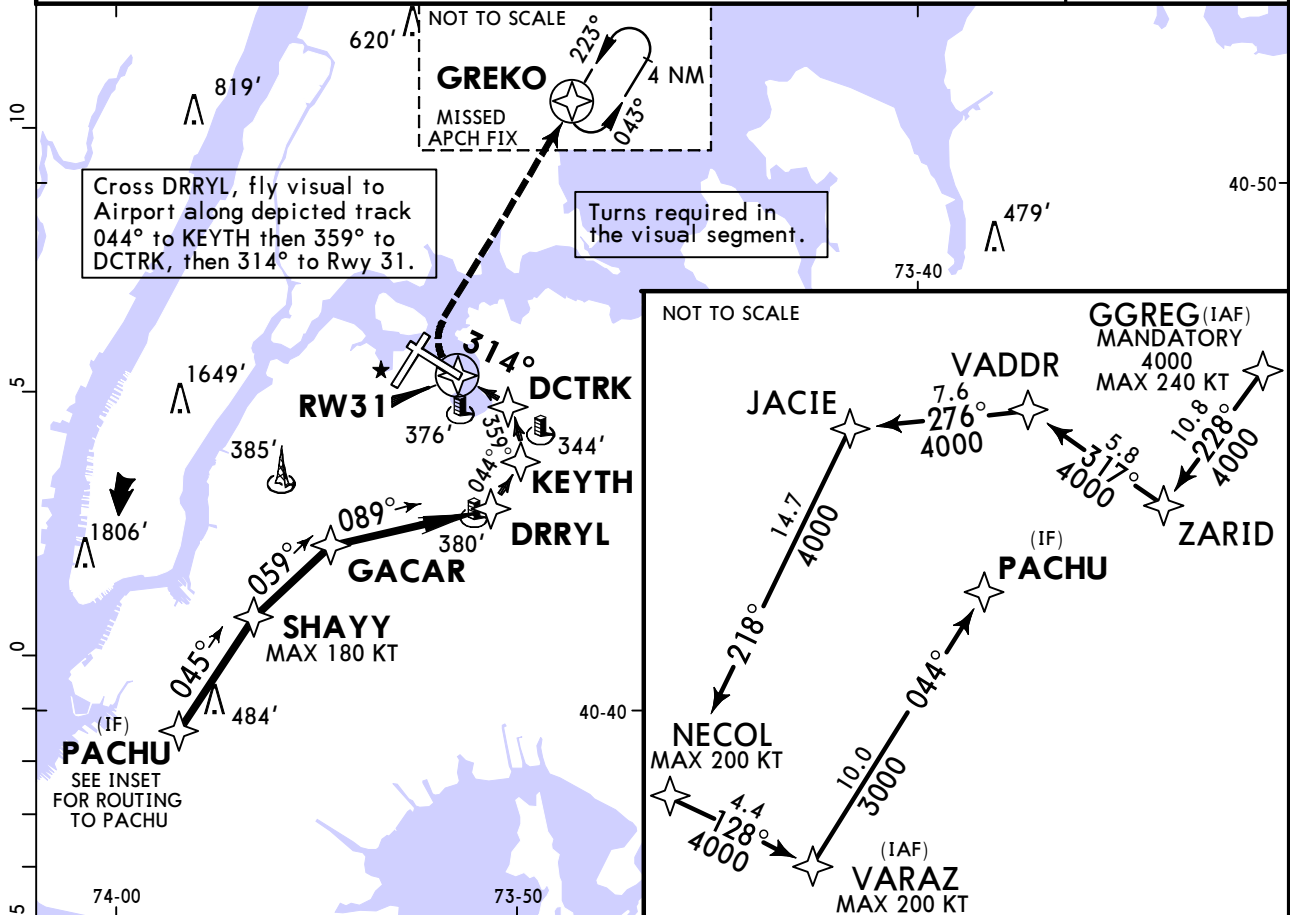 NOT TO SCALE
620'
223°
GREKO
4 NM
043°
MISSED
APCH FIX
819'
10
Cross DRRYL, fly visual to
Airport along depicted track
044° to KEYTH then 359° to
DCTRK, then 314° to Rwy 31.
Turns required in
the visual segment.
479'
40-50
73-40
314°
DCTRK
RW31
5
1649'
376'
359°
344'
385'
044°
KEYTH
089°
DRRYL
380'
1806'
059°
GACAR
SHAYY
MAX 180 KT
0
045°
484'
40-40
(IF)
PACHU
SEE INSET
FOR ROUTING
TO PACHU
5
74-00
73-50
NOT TO SCALE
GGREG (IAF)
MANDATORY
4000
MAX 240 KT
VADDR
JACIE
7.6
276°
4000
10.8
228°
4000
5.8
317°
4000
ZARID
14.7
4000
218°
(IF)
PACHU
044°
10.0
3000
NECOL
MAX 200 KT
4.4
128°
4000
(IAF)
VARAZ
MAX 200 KT